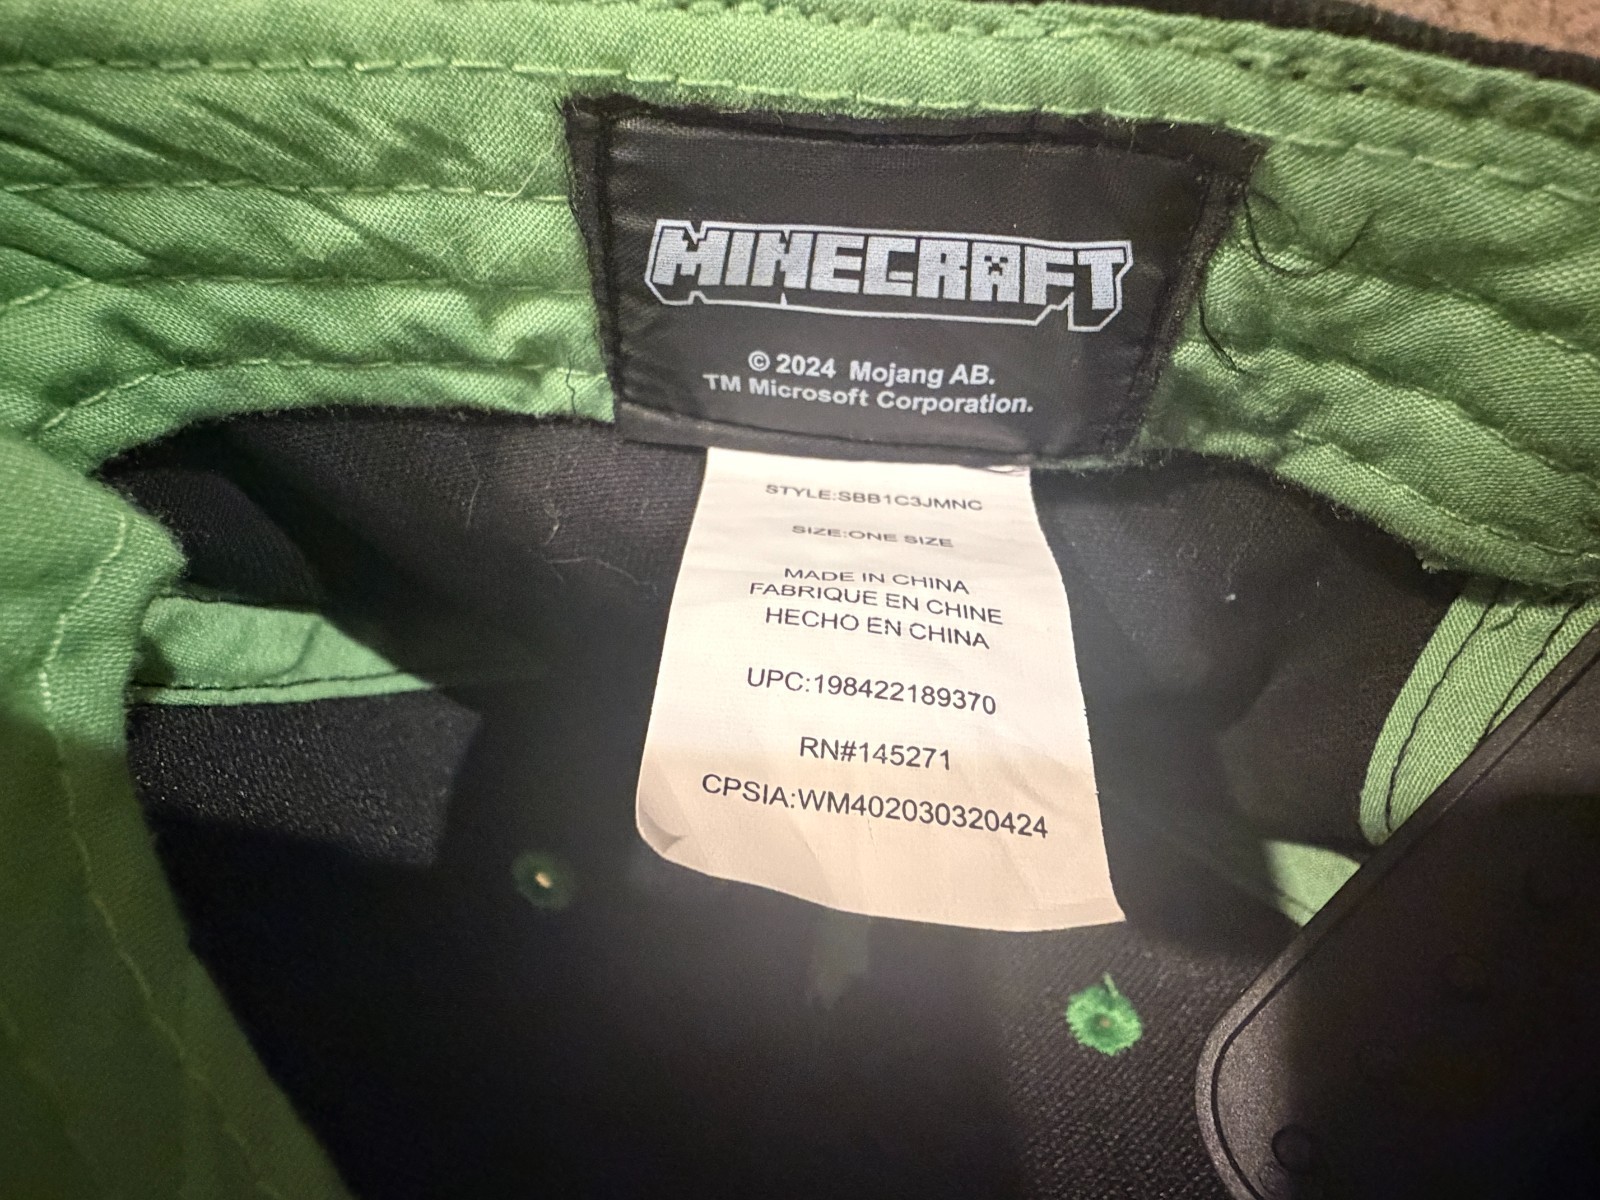 MINECRAFT
© 2024 Mojang AB.
TM Microsoft Corporation.
STYLE:SBB1C3JMNC
SIZE:ONE SIZE
MADE IN CHINA
FABRIQUE EN CHINE
HECHO EN CHINA
UPC:198422189370
RN#145271
CPSIA:WM402030320424